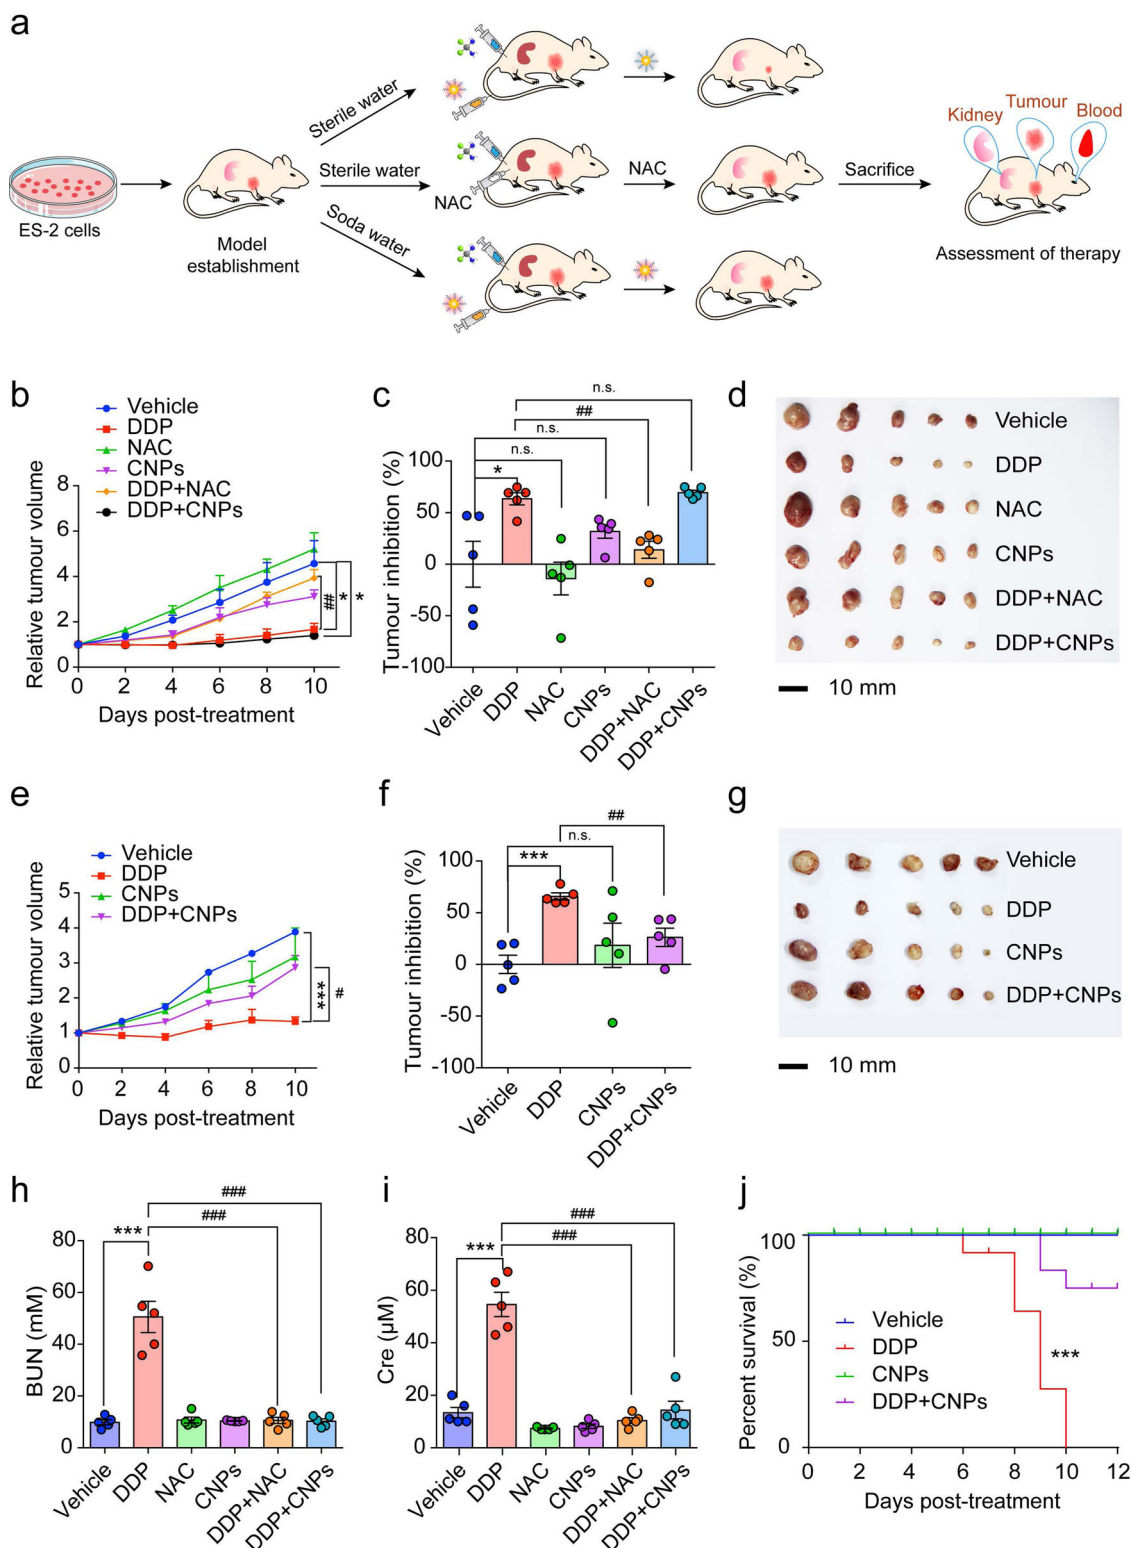 a
Sterile water
Sterile water
Soda water
NAC
NAC
ES-2 cells
Model
establishment
Sacrifice
Kidney
Tumour
Blood
Assessment of therapy
b
Vehicle
DDP
NAC
CNPs
DDP+NAC
DDP+CNPs
Relative tumour volume
8
6
4
2
0
## * *
0 2 4 6 8 10
Days post-treatment
c
n.s.
##
n.s.
n.s.
*
Tumour inhibition (%)
100
50
0
-50
-100
Vehicle
DDP
NAC
CNPs
DDP+NAC
DDP+CNPs
d
Vehicle
DDP
NAC
CNPs
DDP+NAC
DDP+CNPs
10 mm
e
Vehicle
DDP
CNPs
DDP+CNPs
Relative tumour volume
5
4
3
2
1
0
*** #
0 2 4 6 8 10
Days post-treatment
f
##
n.s.
***
Tumour inhibition (%)
100
50
0
-50
-100
Vehicle
DDP
CNPs
DDP+CNPs
g
Vehicle
DDP
CNPs
DDP+CNPs
10 mm
h
###
###
***
BUN (mM)
80
60
40
20
0
Vehicle
DDP
NAC
CNPs
DDP+NAC
DDP+CNPs
i
###
###
***
Cre (μM)
80
60
40
20
0
Vehicle
DDP
NAC
CNPs
DDP+NAC
DDP+CNPs
j
Percent survival (%)
100
50
0
Vehicle
DDP
CNPs
DDP+CNPs
***
0 2 4 6 8 10 12
Days post-treatment